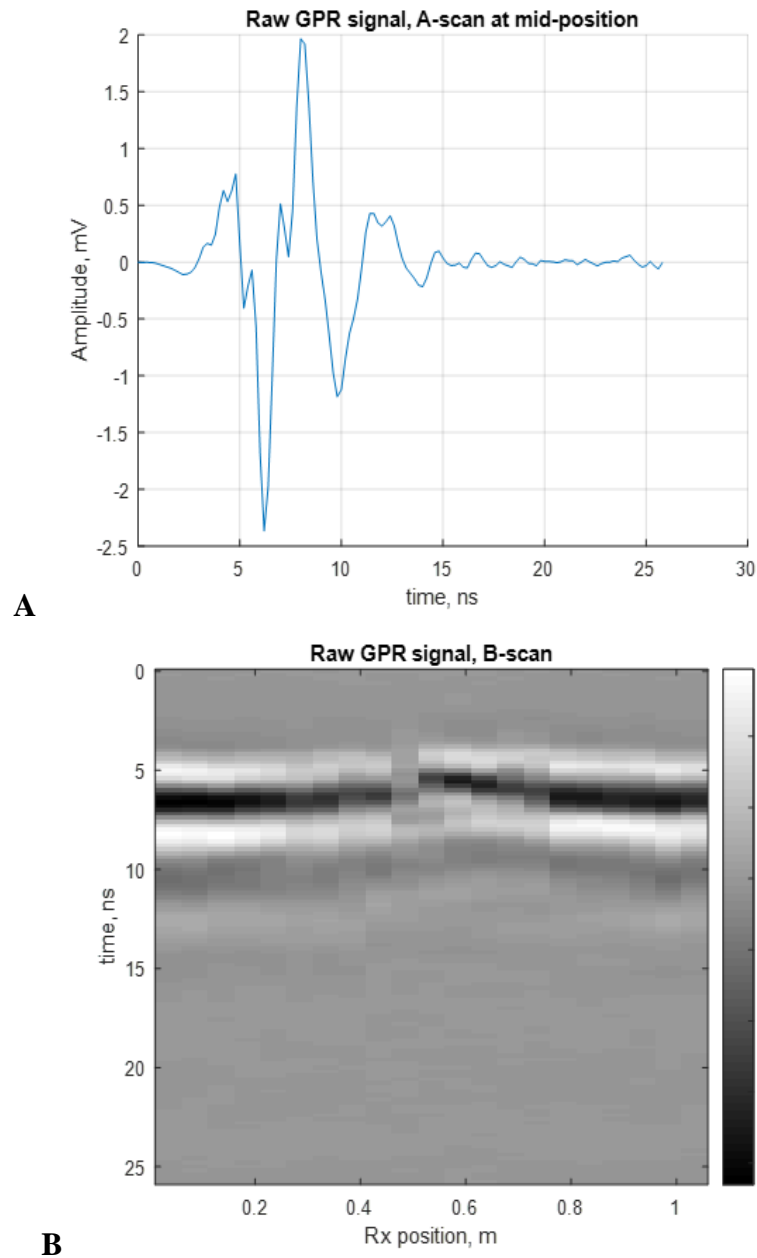 Raw GPR signal, A-scan at mid-position
2
1.5
1
0.5
0
-0.5
-1
-1.5
-2
-2.5
Amplitude, mV
0 5 10 15 20 25 30
time, ns
A
Raw GPR signal, B-scan
0
5
10
15
20
25
time, ns
0.2 0.4 0.6 0.8 1
Rx position, m
B